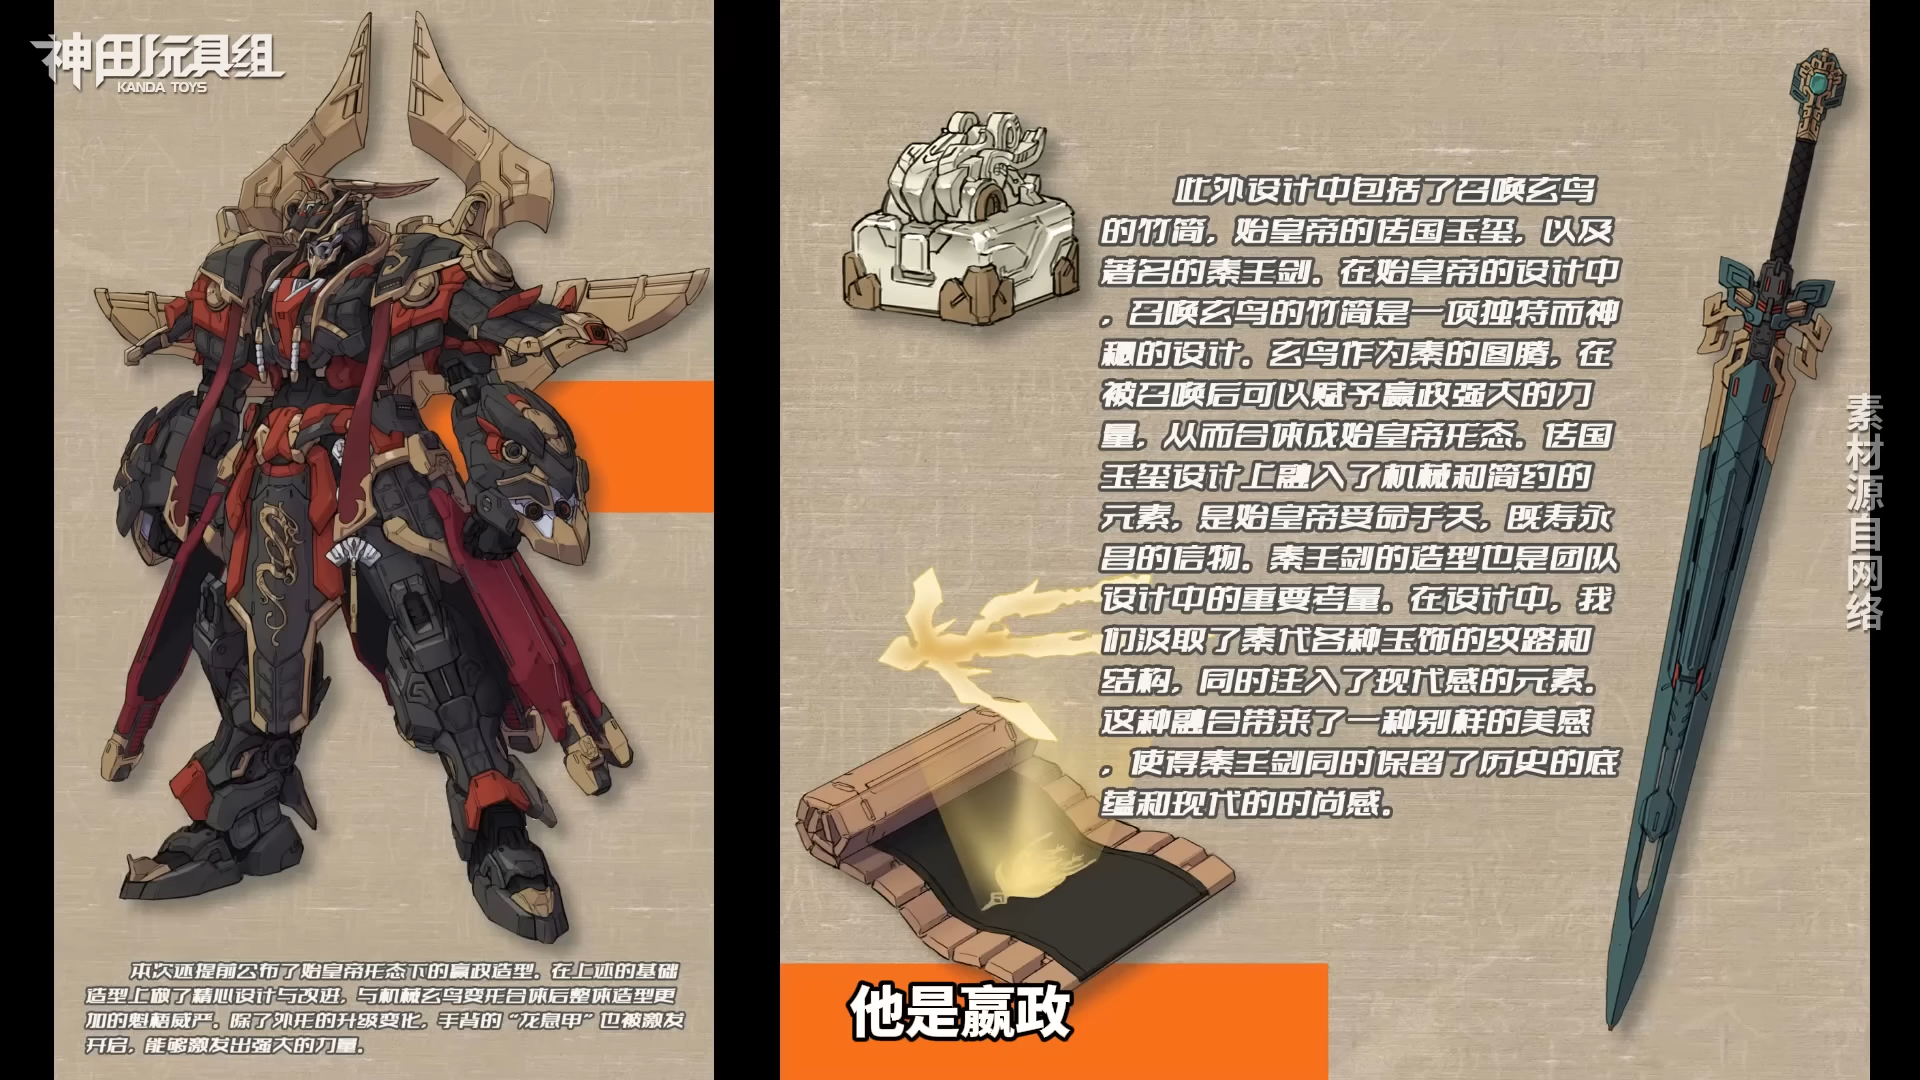 神田玩具组
KANDA TOYS
本次还提前公布了始皇帝形态下的嬴政造型。在上述的基础
造型上做了精心设计与改进，与机械玄鸟变形合体后整体造型更
加的魁梧威严。除了外形的升级变化，手背的“龙息甲”也被激发
开启，能够激发出强大的力量。
此外设计中包括了召唤玄鸟
的竹简，始皇帝的传国玉玺，以及
著名的秦王剑。在始皇帝的设计中
，召唤玄鸟的竹简是一项独特而神
秘的设计。玄鸟作为秦的图腾，在
被召唤后可以赋予嬴政强大的力
量，从而合体成始皇帝形态。传国
玉玺设计上融入了机械和简约的
元素，是始皇帝受命于天，既寿永
昌的信物。秦王剑的造型也是团队
设计中的重要考量。在设计中，我
们汲取了秦代各种玉饰的纹路和
结构，同时注入了现代感的元素。
这种融合带来了一种别样的美感
，使得秦王剑同时保留了历史的底
蕴和现代的时尚感。
素材源自网络
他是嬴政